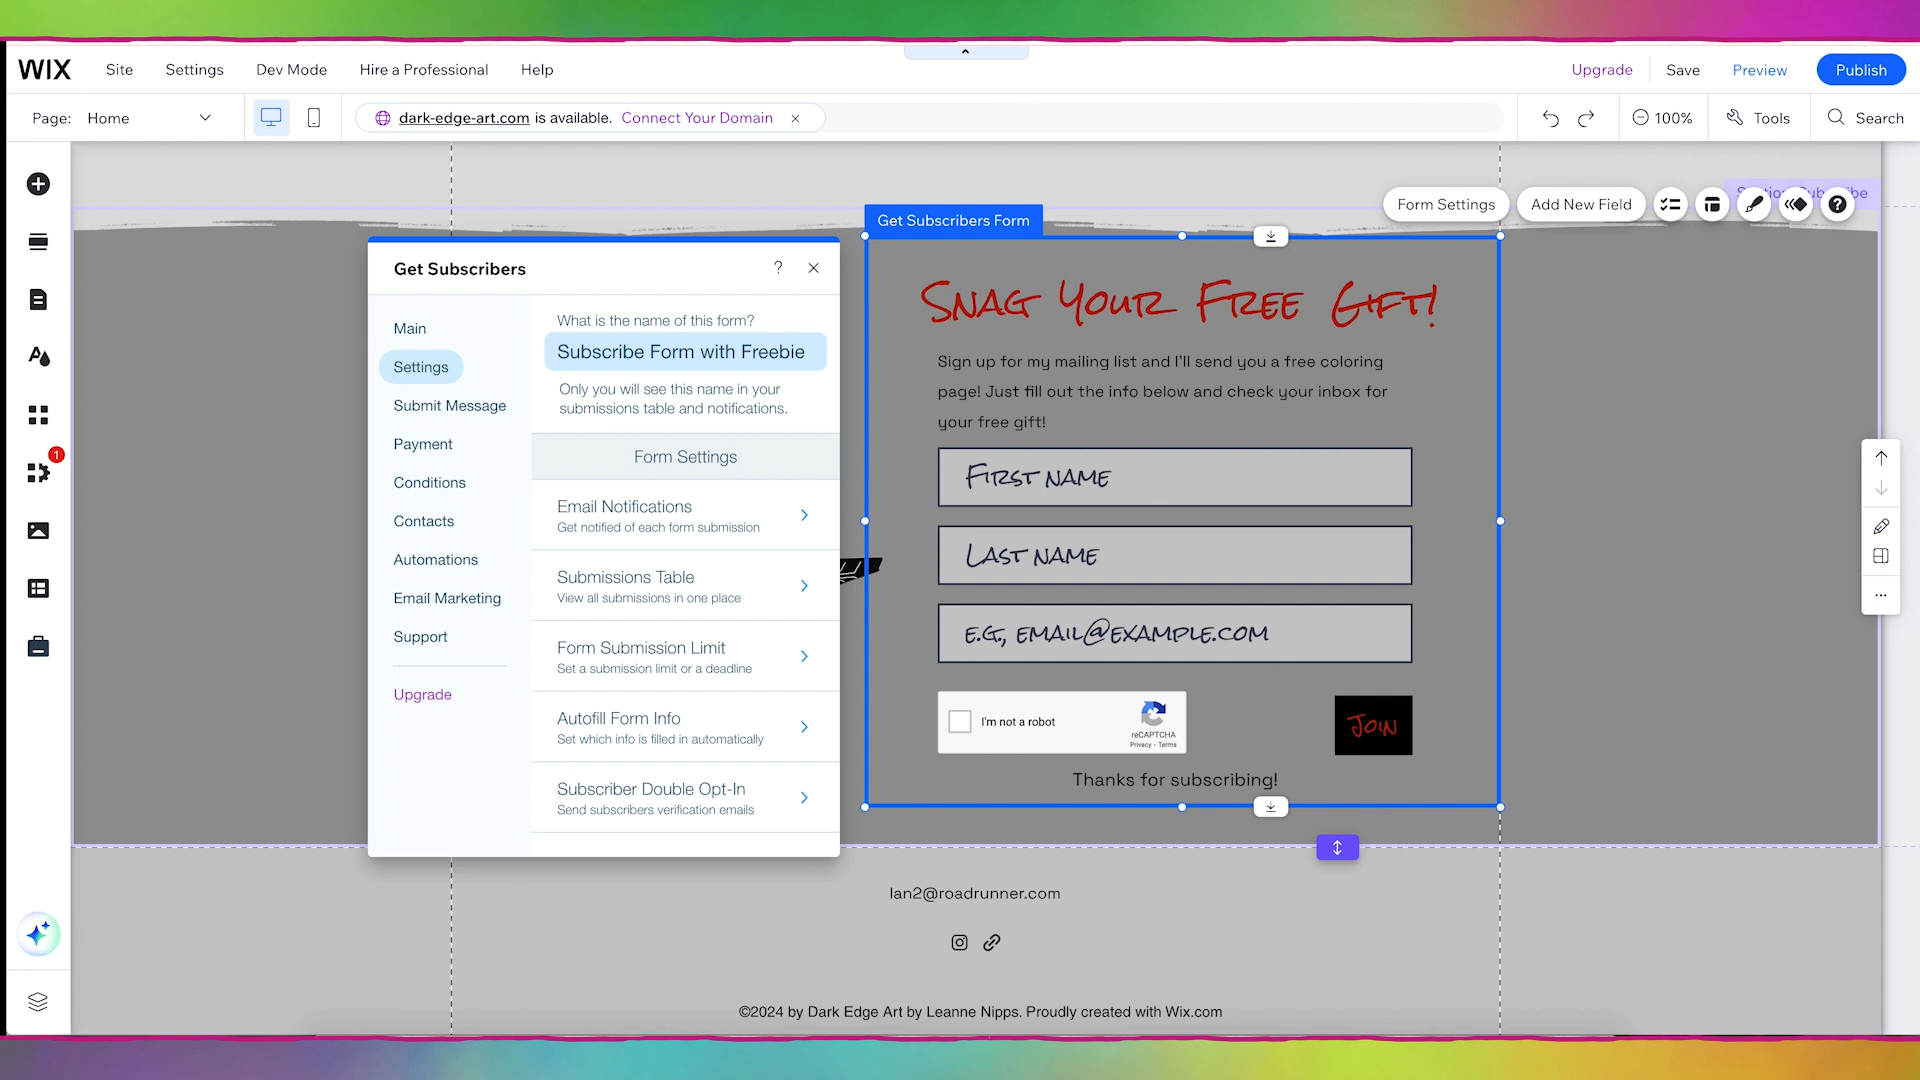 WIX Site Settings Dev Mode Hire a Professional Help Upgrade Save Preview Publish
Page: Home dark-edge-art.com is available. Connect Your Domain 100% Tools Search
Form Settings Add New Field
Get Subscribers Form
Get Subscribers ?
Main
Settings
Submit Message
Payment
Conditions
Contacts
Automations
Email Marketing
Support
Upgrade
What is the name of this form?
Subscribe Form with Freebie
Only you will see this name in your
submissions table and notifications.
Form Settings
Email Notifications
Get notified of each form submission
Submissions Table
View all submissions in one place
Form Submission Limit
Set a submission limit or a deadline
Autofill Form Info
Set which info is filled in automatically
Subscriber Double Opt-In
Send subscribers verification emails
Snag Your Free Gift!
Sign up for my mailing list and I'll send you a free coloring
page! Just fill out the info below and check your inbox for
your free gift!
First name
Last name
e.g., email@example.com
I'm not a robot
reCAPTCHA
Privacy - Terms
Join
Thanks for subscribing!
1
lan2@roadrunner.com
©2024 by Dark Edge Art by Leanne Nipps. Proudly created with Wix.com